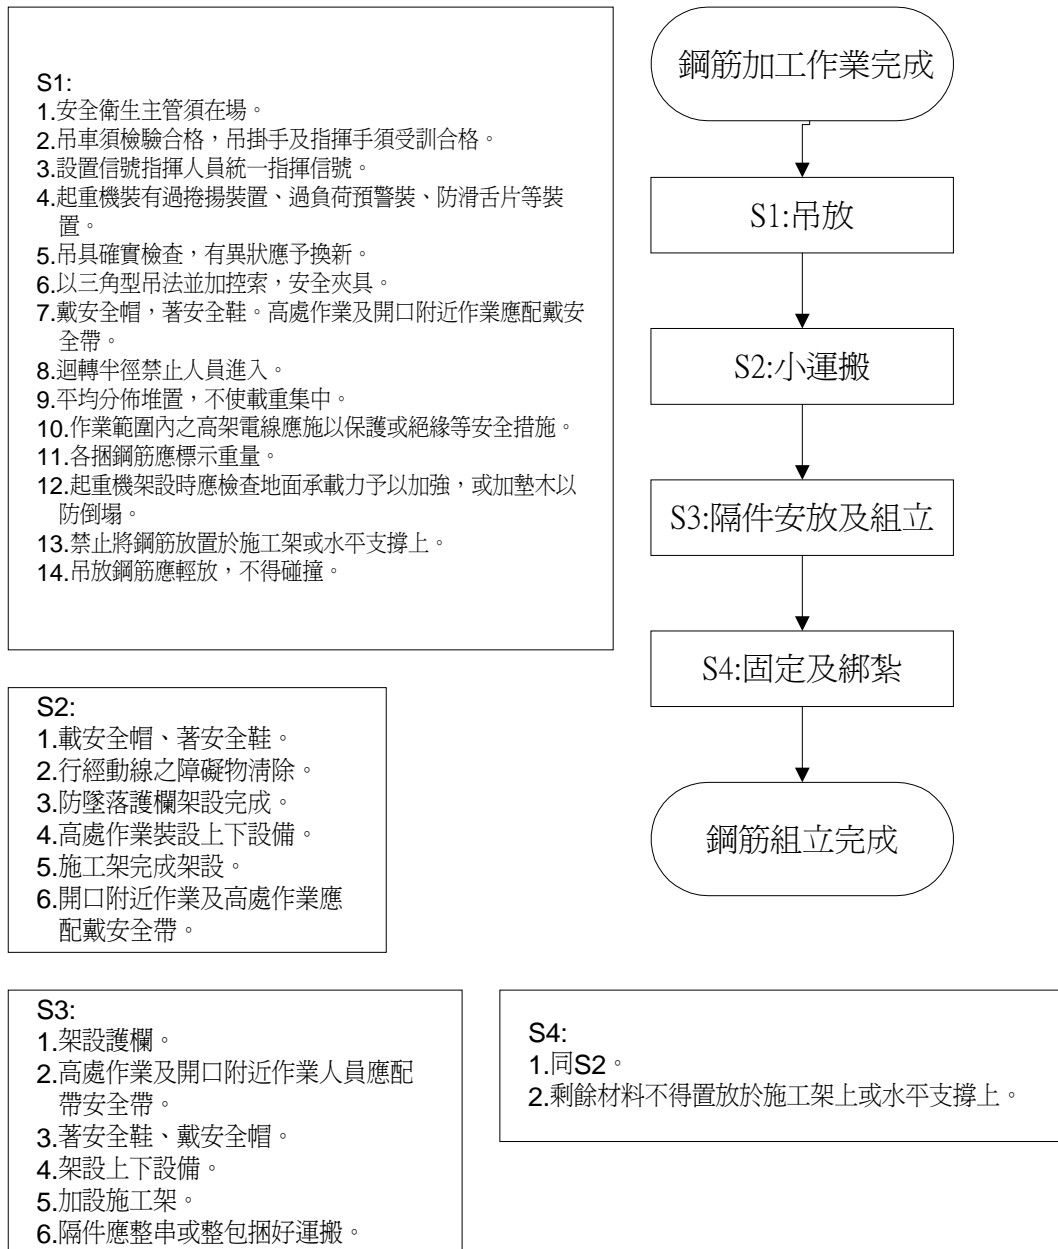 S1:
1.安全衛生主管須在場。
2.吊車須檢驗合格，吊掛手及指揮手須受訓合格。
3.設置信號指揮人員統一指揮信號。
4.起重機裝有過捲揚裝置、過負荷預警裝、防滑舌片等裝
置。
5.吊具確實檢查，有異狀應予換新。
6.以三角型吊法並加控索，安全夾具。
7.戴安全帽，著安全鞋。高處作業及開口附近作業應配戴安
全帶。
8.迴轉半徑禁止人員進入。
9.平均分佈堆置，不使載重集中。
10.作業範圍內之高架電線應施以保護或絕緣等安全措施。
11.各捆鋼筋應標示重量。
12.起重機架設時應檢查地面承載力予以加強，或加墊木以
防倒塌。
13.禁止將鋼筋放置於施工架或水平支撐上。
14.吊放鋼筋應輕放，不得碰撞。
鋼筋加工作業完成
S1:吊放
S2:小運搬
S3:隔件安放及組立
S4:固定及綁紮
鋼筋組立完成
S2:
1.載安全帽、著安全鞋。
2.行經動線之障礙物清除。
3.防墜落護欄架設完成。
4.高處作業裝設上下設備。
5.施工架完成架設。
6.開口附近作業及高處作業應
配戴安全帶。
S3:
1.架設護欄。
2.高處作業及開口附近作業人員應配
帶安全帶。
3.著安全鞋、戴安全帽。
4.架設上下設備。
5.加設施工架。
6.隔件應整串或整包捆好運搬。
S4:
1.同S2。
2.剩餘材料不得置放於施工架上或水平支撐上。